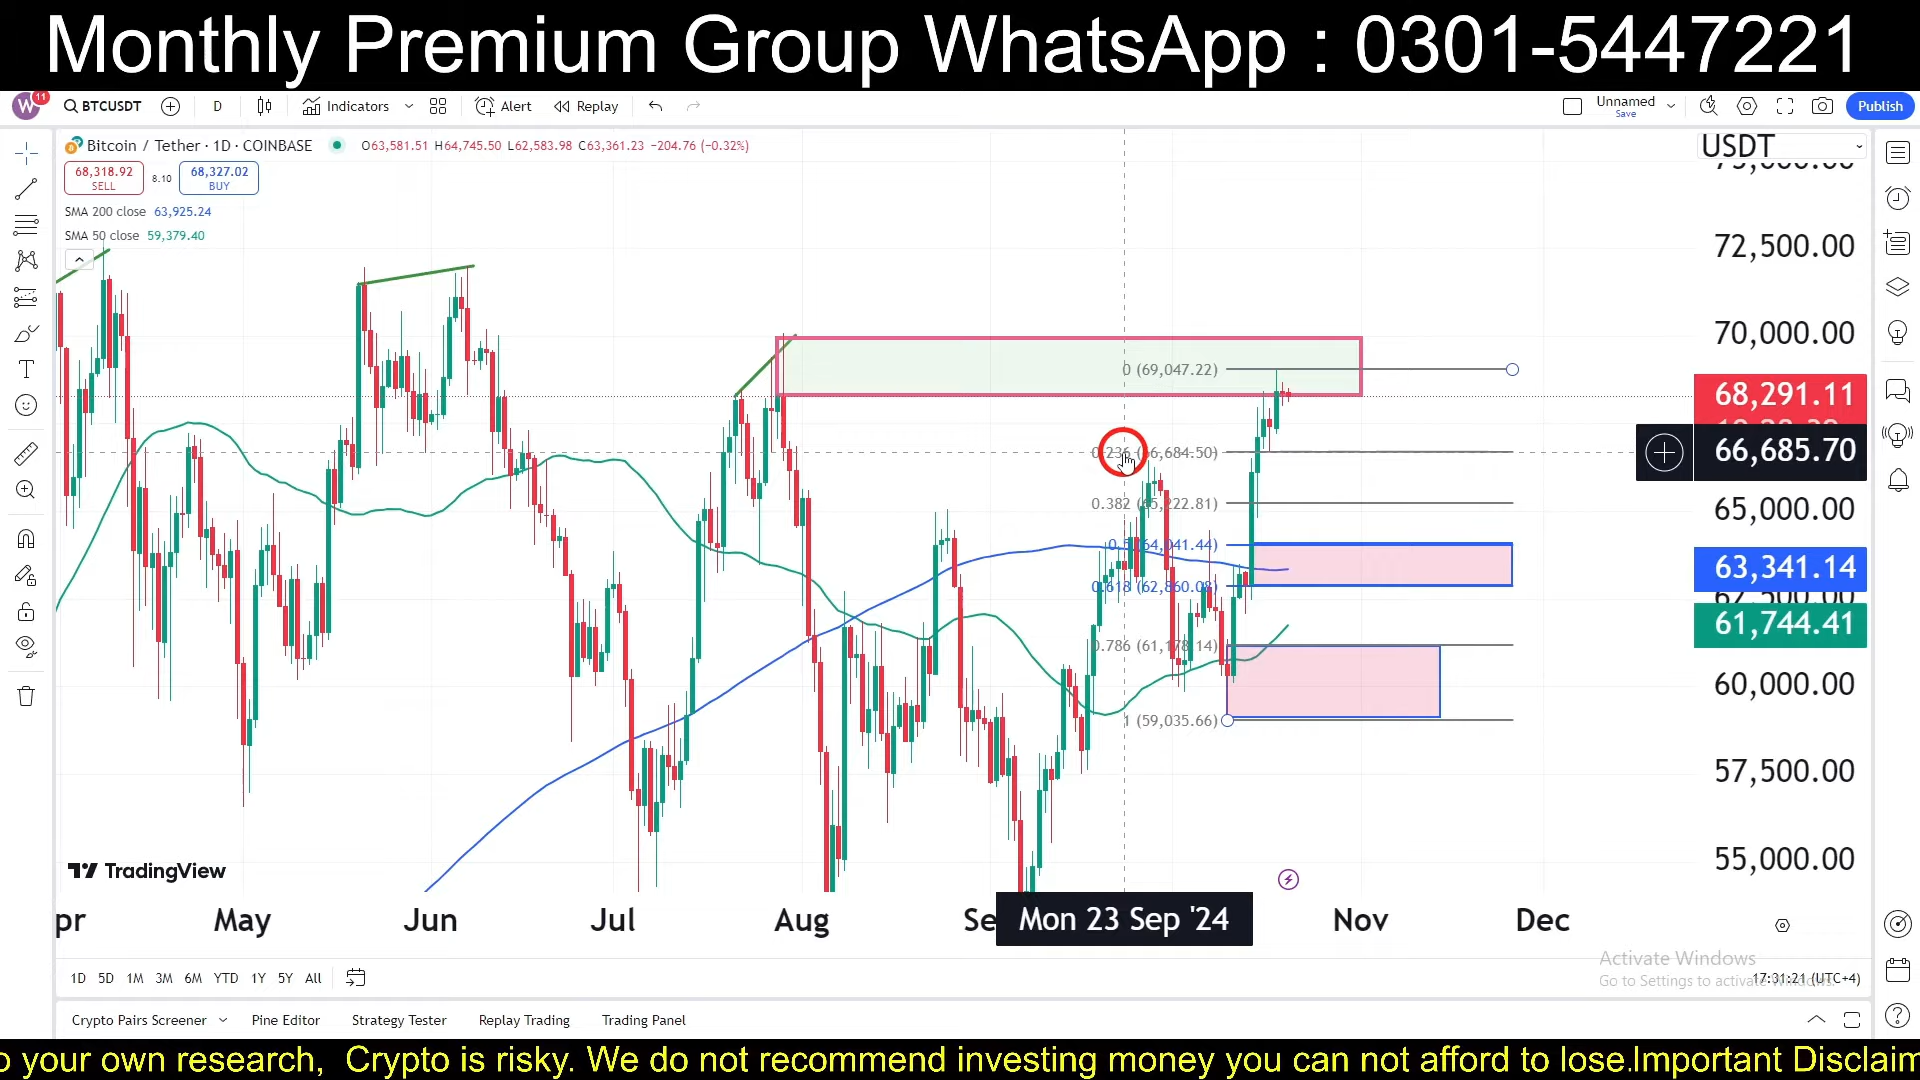 Monthly Premium Group WhatsApp : 0301-5447221
W 11 BTCUSDT D Indicators Alert Replay Unnamed Save Publish
Bitcoin / Tether · 1D · COINBASE O63,581.51 H64,745.50 L62,583.98 C63,361.23 −204.76 (−0.32%)
USDT
68,318.92 SELL 8.10 68,327.02 BUY
SMA 200 close 63,925.24
SMA 50 close 59,379.40
72,500.00
70,000.00
0 (69,047.22)
68,291.11
66,685.70
0.382
65,000.00
63,341.14
61,744.41
60,000.00
1 (59,035.66)
57,500.00
55,000.00
TradingView
May Jun Jul Aug Se Mon 23 Sep '24 Nov Dec
Activate Windows
1D 5D 1M 3M 6M YTD 1Y 5Y All
Go to Settings to activate 17:31:21 (UTC+4)
Crypto Pairs Screener Pine Editor Strategy Tester Replay Trading Trading Panel
o your own research, Crypto is risky. We do not recommend investing money you can not afford to lose.Important Disclaim